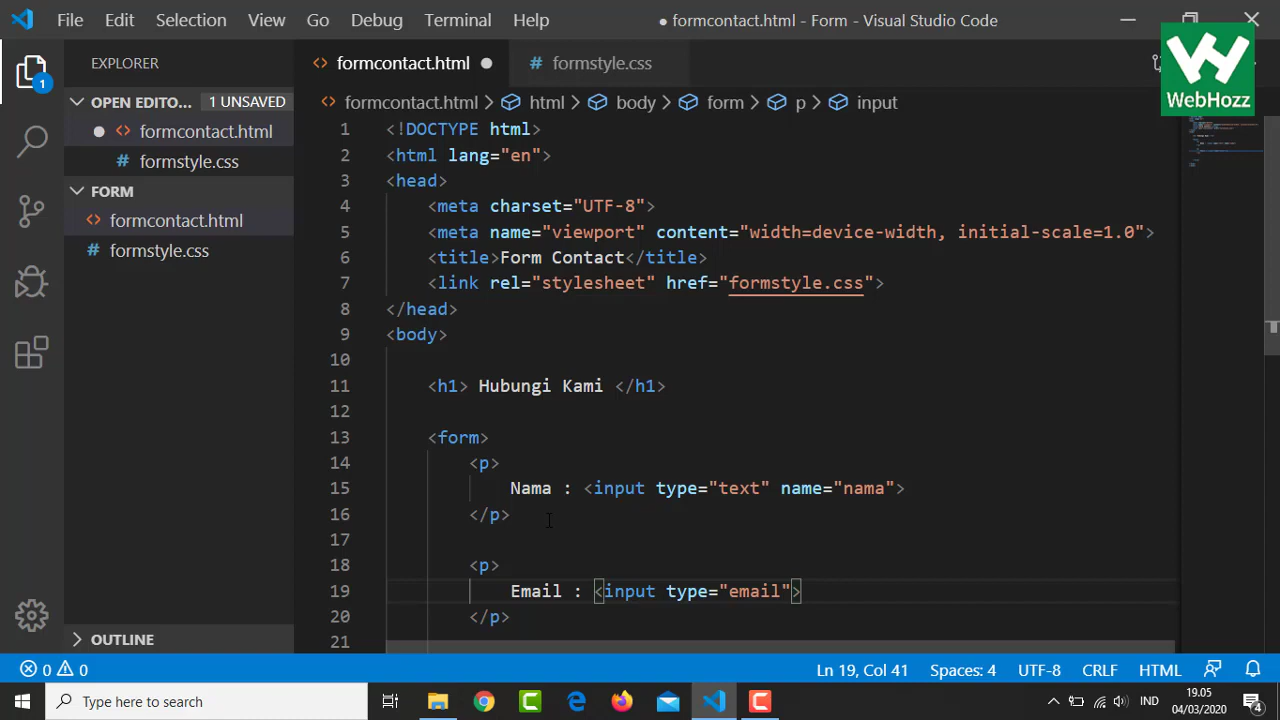 File Edit Selection View Go Debug Terminal Help
● formcontact.html - Form - Visual Studio Code
WebHozz
EXPLORER
OPEN EDITO... 1 UNSAVED
formcontact.html
# formstyle.css
FORM
<> formcontact.html
# formstyle.css
OUTLINE
1
<> formcontact.html ●
# formstyle.css
<> formcontact.html > html > body > form > p > input
1 <!DOCTYPE html>
2 <html lang="en">
3 <head>
4 <meta charset="UTF-8">
5 <meta name="viewport" content="width=device-width, initial-scale=1.0">
6 <title>Form Contact</title>
7 <link rel="stylesheet" href="formstyle.css">
8 </head>
9 <body>
10
11 <h1> Hubungi Kami </h1>
12
13 <form>
14 <p>
15 Nama : <input type="text" name="nama">
16 </p>
17
18 <p>
19 Email : <input type="email">
20 </p>
21
0 0
Ln 19, Col 41 Spaces: 4 UTF-8 CRLF HTML
Type here to search
IND
19.05
04/03/2020
4